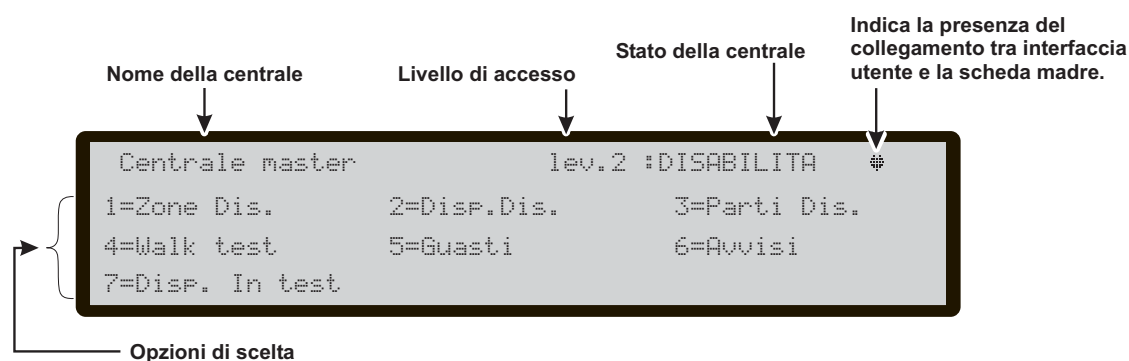 Indica la presenza del
collegamento tra interfaccia
utente e la scheda madre.
Stato della centrale
Livello di accesso
Nome della centrale
Centrale master lev.2 :DISABILITA
1=Zone Dis. 2=Disp.Dis. 3=Parti Dis.
4=Walk test 5=Guasti 6=Avvisi
7=Disp. In test
Opzioni di scelta